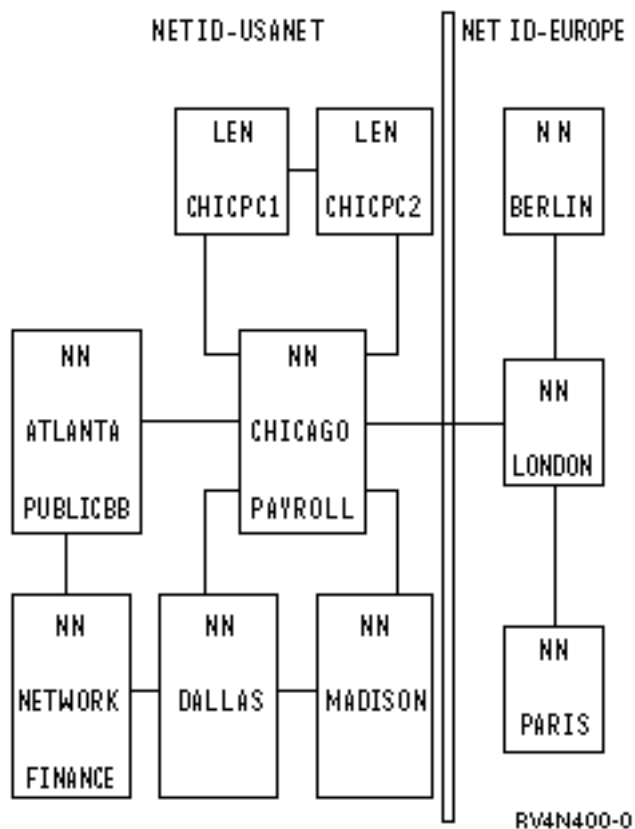 NETID-USANET
NET ID-EUROPE
LEN
CHICPC1
LEN
CHICPC2
NN
BERLIN
NN
ATLANTA
PUBLICBB
NN
CHICAGO
PAYROLL
NN
LONDON
NN
NETWORK
FINANCE
NN
DALLAS
NN
MADISON
NN
PARIS
RV4N400-0